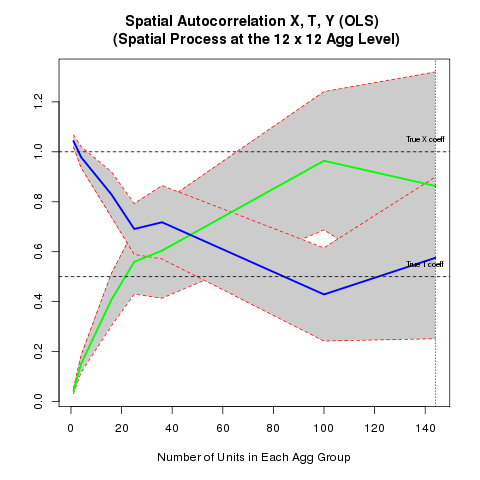 Spatial Autocorrelation X, T, Y (OLS)
(Spatial Process at the 12 x 12 Agg Level)
1.2
1.0
0.8
0.6
0.4
0.2
0.0
True X coeff
True T coeff
0 20 40 60 80 100 120 140
Number of Units in Each Agg Group